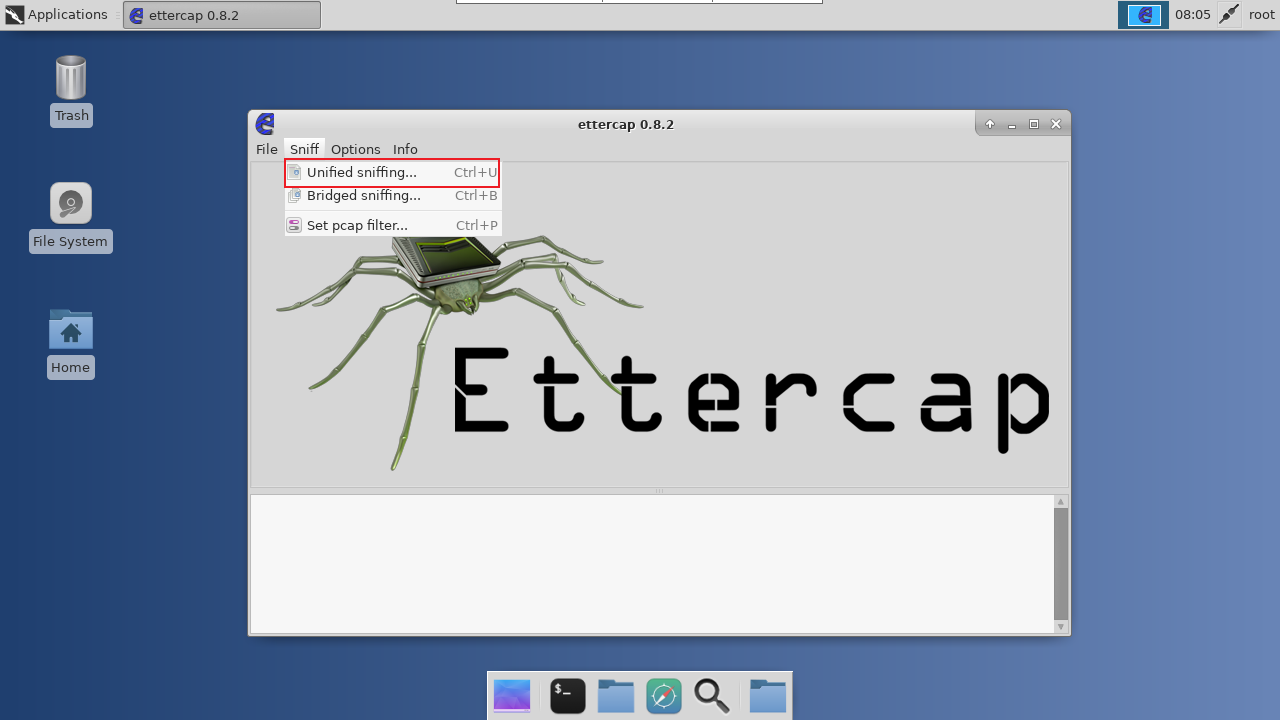 Applications
ettercap 0.8.2
08:05
root
Trash
File System
Home
ettercap 0.8.2
File Sniff Options Info
Unified sniffing... Ctrl+U
Bridged sniffing... Ctrl+B
Set pcap filter... Ctrl+P
Ettercap
$_